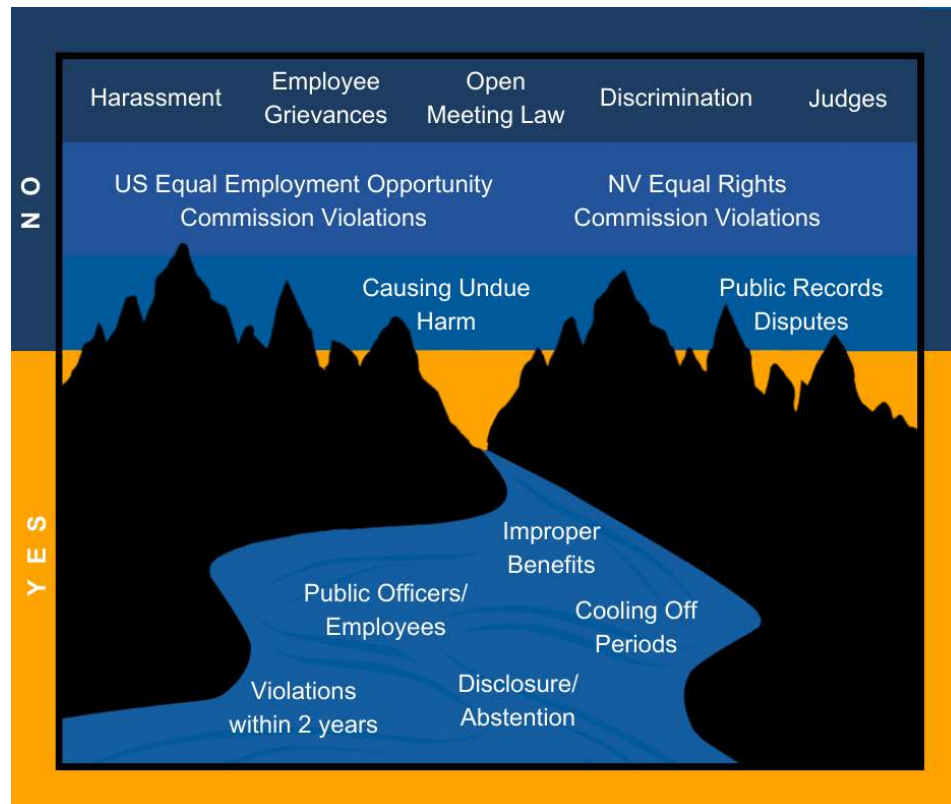 NO
Harassment
Employee
Grievances
Open
Meeting Law
Discrimination
Judges
US Equal Employment Opportunity
Commission Violations
NV Equal Rights
Commission Violations
Causing Undue
Harm
Public Records
Disputes
YES
Improper
Benefits
Public Officers/
Employees
Cooling Off
Periods
Violations
within 2 years
Disclosure/
Abstention